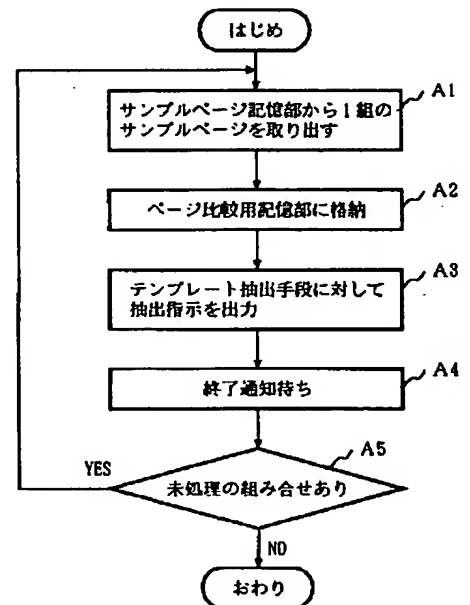 はじめ
A1
サンプルページ記憶部から1組の
サンプルページを取り出す
A2
ページ比較用記憶部に格納
A3
テンプレート抽出手段に対して
抽出指示を出力
A4
終了通知待ち
A5
YES
未処理の組み合せあり
NO
おわり